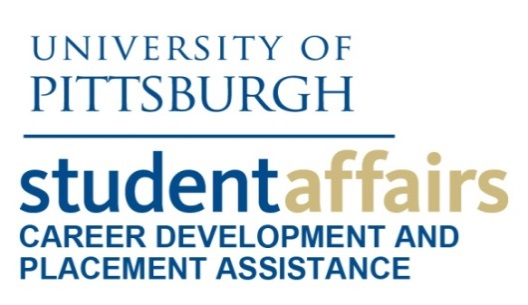 UNIVERSITY OF
PITTSBURGH
studentaffairs
CAREER DEVELOPMENT AND
PLACEMENT ASSISTANCE